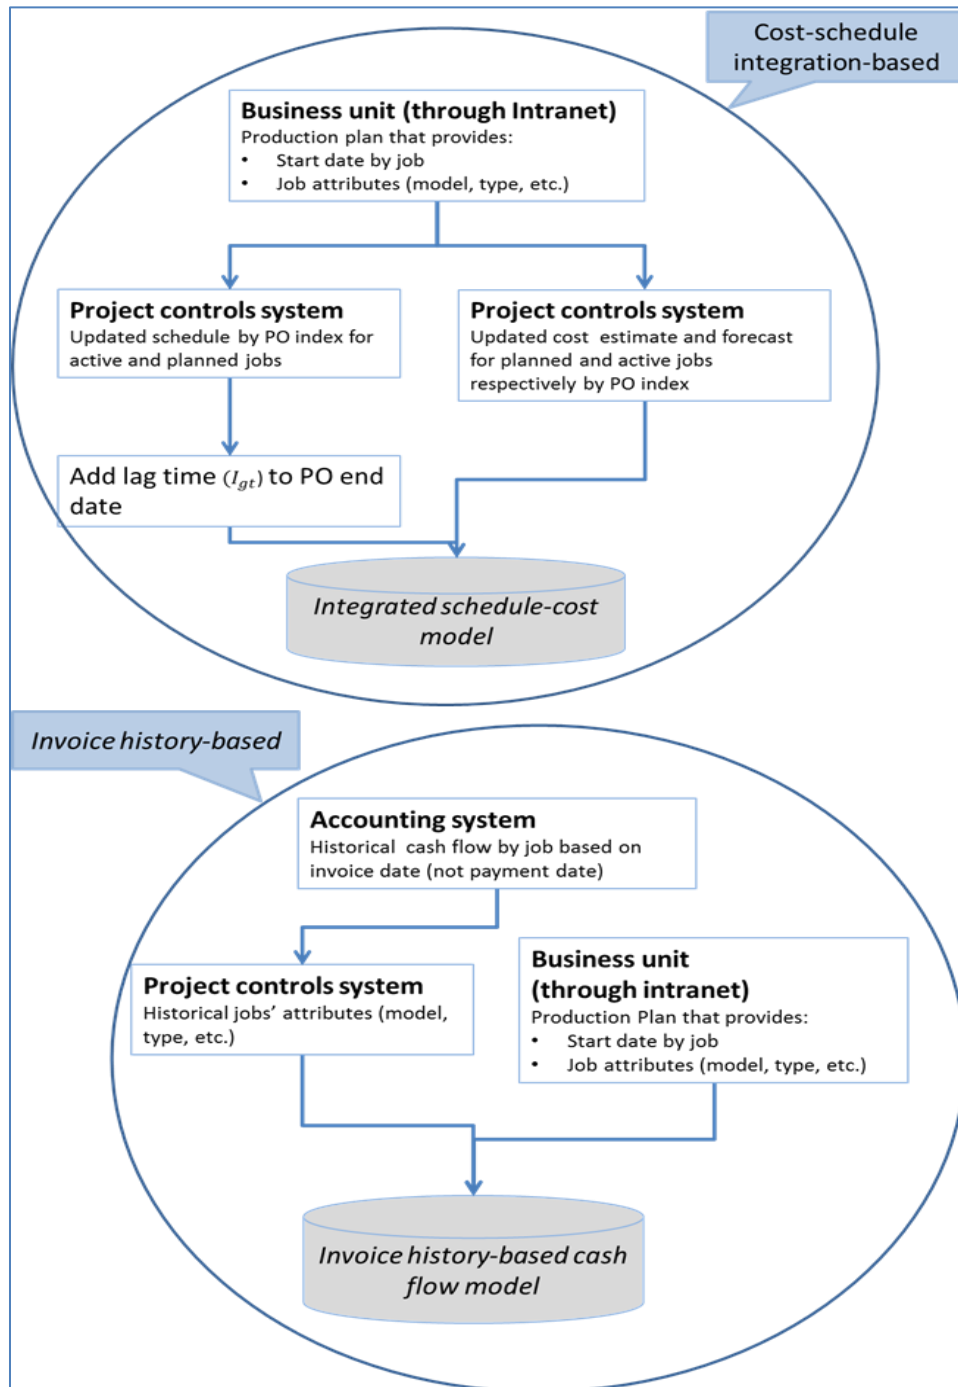 Cost-schedule
integration-based
Business unit (through Intranet)
Production plan that provides:
• Start date by job
• Job attributes (model, type, etc.)
Project controls system
Updated schedule by PO index for
active and planned jobs
Project controls system
Updated cost estimate and forecast
for planned and active jobs
respectively by PO index
Add lag time (I_gt) to PO end
date
Integrated schedule-cost
model
Invoice history-based
Accounting system
Historical cash flow by job based on
invoice date (not payment date)
Project controls system
Historical jobs' attributes (model,
type, etc.)
Business unit
(through intranet)
Production Plan that provides:
• Start date by job
• Job attributes (model, type, etc.)
Invoice history-based cash
flow model